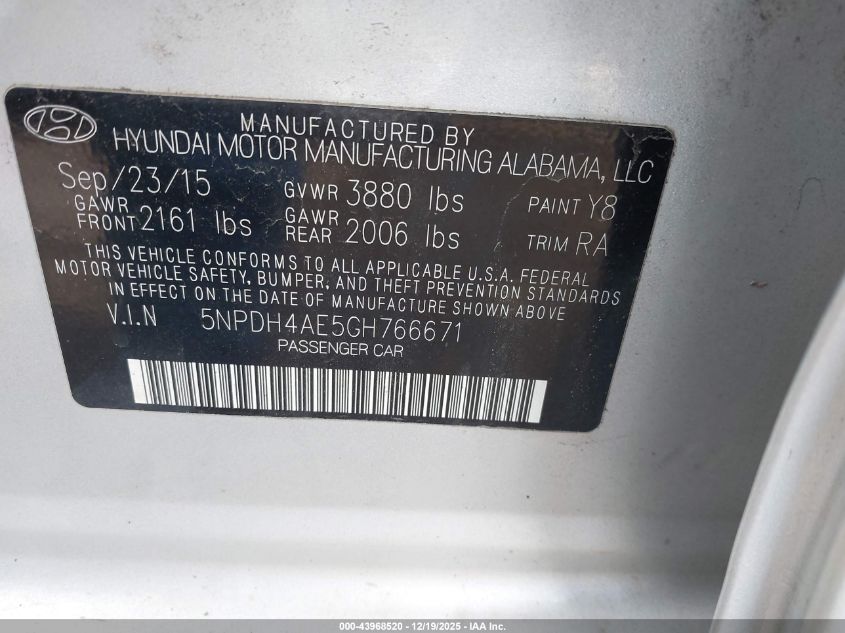 MANUFACTURED BY
HYUNDAI MOTOR MANUFACTURING ALABAMA, LLC
Sep/23/15 GVWR 3880 lbs PAINT Y8
GAWR FRONT 2161 lbs GAWR REAR 2006 lbs TRIM RA
THIS VEHICLE CONFORMS TO ALL APPLICABLE U.S.A. FEDERAL
MOTOR VEHICLE SAFETY, BUMPER, AND THEFT PREVENTION STANDARDS
IN EFFECT ON THE DATE OF MANUFACTURE SHOWN ABOVE.
V.I.N 5NPDH4AE5GH766671
PASSENGER CAR
000-43968520 - 12/19/2025 - IAA Inc.